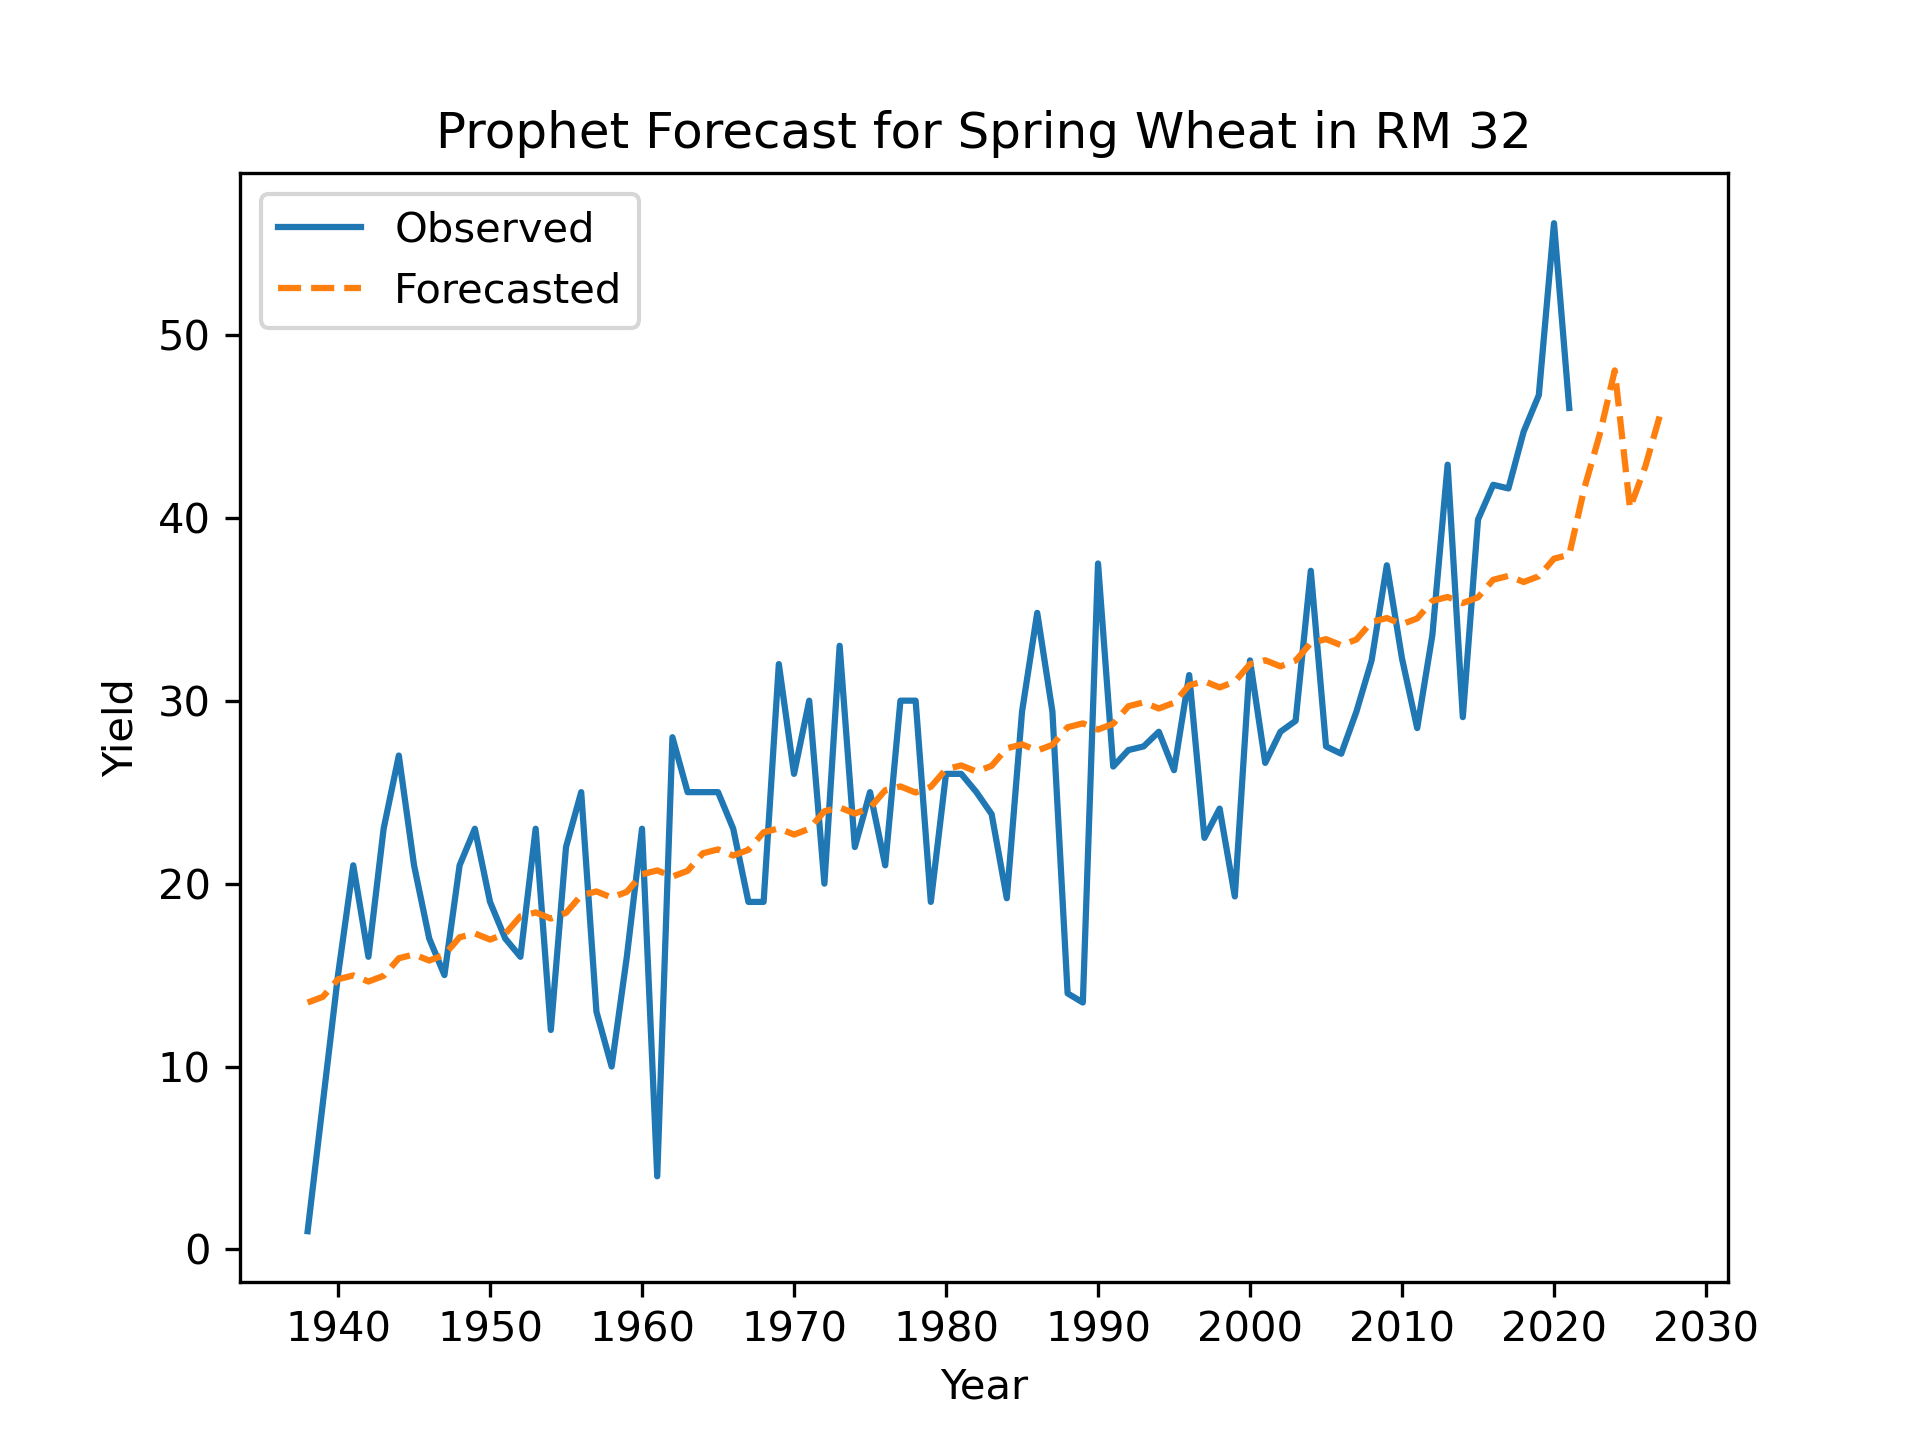 Prophet Forecast for Spring Wheat in RM 32
Observed
Forecasted
50
40
30
20
10
0
Yield
1940 1950 1960 1970 1980 1990 2000 2010 2020 2030
Year